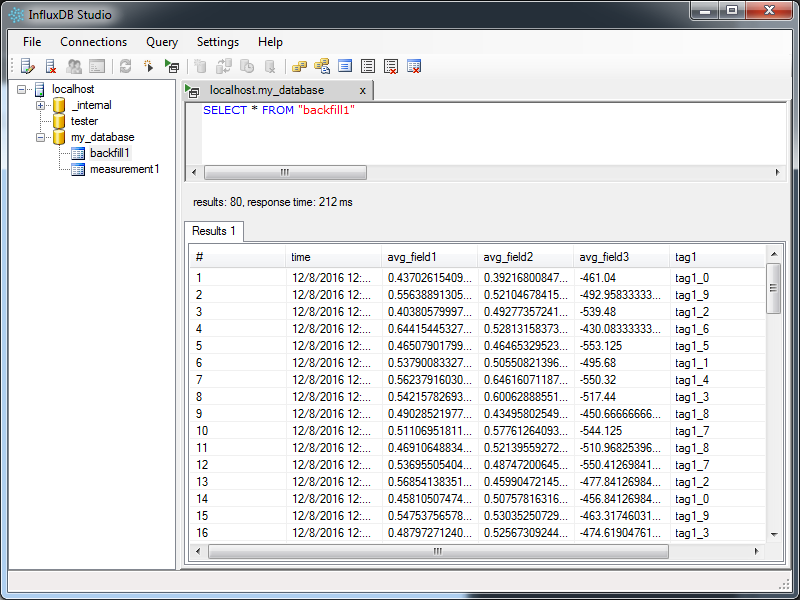 InfluxDB Studio
File Connections Query Settings Help
localhost
_internal
tester
my_database
backfill1
measurement1
localhost.my_database x
SELECT * FROM "backfill1"
results: 80, response time: 212 ms
Results 1
# time avg_field1 avg_field2 avg_field3 tag1
1 12/8/2016 12:... 0.43702615409... 0.39216800847... -461.04 tag1_0
2 12/8/2016 12:... 0.55638891305... 0.52104678415... -492.95833333... tag1_9
3 12/8/2016 12:... 0.40380579997... 0.49277357241... -539.48 tag1_2
4 12/8/2016 12:... 0.64415445327... 0.52813158373... -430.08333333... tag1_6
5 12/8/2016 12:... 0.46507901799... 0.46465329523... -553.125 tag1_5
6 12/8/2016 12:... 0.53790083327... 0.50550821396... -495.68 tag1_1
7 12/8/2016 12:... 0.56237916030... 0.64616071187... -550.32 tag1_4
8 12/8/2016 12:... 0.54215782693... 0.60062888551... -517.44 tag1_3
9 12/8/2016 12:... 0.49028521977... 0.43495802549... -450.66666666... tag1_8
10 12/8/2016 12:... 0.51106951811... 0.57761264093... -544.125 tag1_7
11 12/8/2016 12:... 0.46910648834... 0.52139559272... -510.96825396... tag1_8
12 12/8/2016 12:... 0.53695505404... 0.48747200645... -550.41269841... tag1_7
13 12/8/2016 12:... 0.56854138351... 0.45990472145... -477.84126984... tag1_2
14 12/8/2016 12:... 0.45810507474... 0.50757816316... -456.84126984... tag1_0
15 12/8/2016 12:... 0.54753756578... 0.53035250729... -463.31746031... tag1_9
16 12/8/2016 12:... 0.48797271240... 0.52567309244... -474.61904761... tag1_3